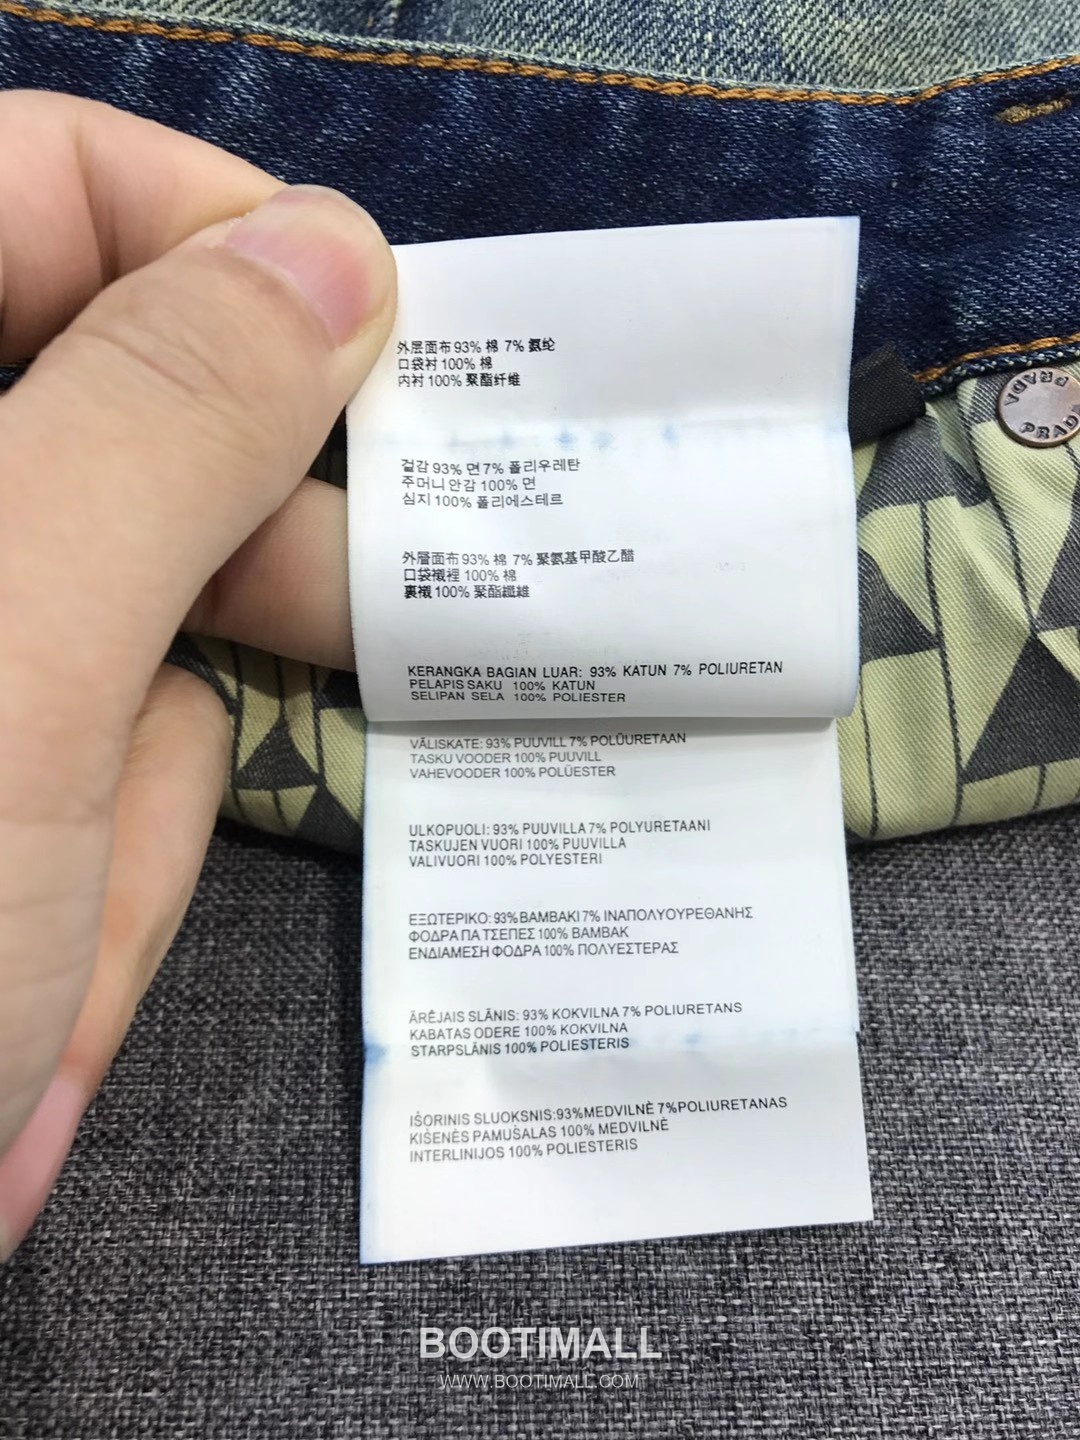 外层面布 93% 棉 7% 氨纶
口袋衬 100% 棉
内衬 100% 聚酯纤维
겉감 93% 면 7% 폴리우레탄
주머니 안감 100% 면
심지 100% 폴리에스테르
外層面布 93% 棉 7% 聚氨基甲酸乙醋
口袋襯裡 100% 棉
裏襯 100% 聚酯纖維
KERANGKA BAGIAN LUAR: 93% KATUN 7% POLIURETAN
PELAPIS SAKU 100% KATUN
SELIPAN SELA 100% POLIESTER
VÄLISKATE: 93% PUUVILL 7% POLÜURETAAN
TASKU VOODER 100% PUUVILL
VAHEVOODER 100% POLÜESTER
ULKOPUOLI: 93% PUUVILLA 7% POLYURETAANI
TASKUJEN VUORI 100% PUUVILLA
VALIVUORI 100% POLYESTERI
ΕΞΩΤΕΡΙΚΟ: 93% ΒΑΜΒΑΚΙ 7% ΙΝΑΠΟΛΥΟΥΡΕΘΑΝΗΣ
ΦΟΔΡΑ ΠΑ ΤΣΕΠΕΣ 100% ΒΑΜΒΑΚ
ΕΝΔΙΑΜΕΣΗ ΦΟΔΡΑ 100% ΠΟΛΥΕΣΤΕΡΑΣ
ĀRĒJAIS SLĀNIS: 93% KOKVILNA 7% POLIURETANS
KABATAS ODERE 100% KOKVILNA
STARPSLĀNIS 100% POLIESTERIS
IŠORINIS SLUOKSNIS:93%MEDVILNĖ 7%POLIURETANAS
KIŠENĖS PAMUŠALAS 100% MEDVILNĖ
INTERLINIJOS 100% POLIESTERIS
PRADA
PRADA
BOOTIMALL
WWW.BOOTIMALL.COM